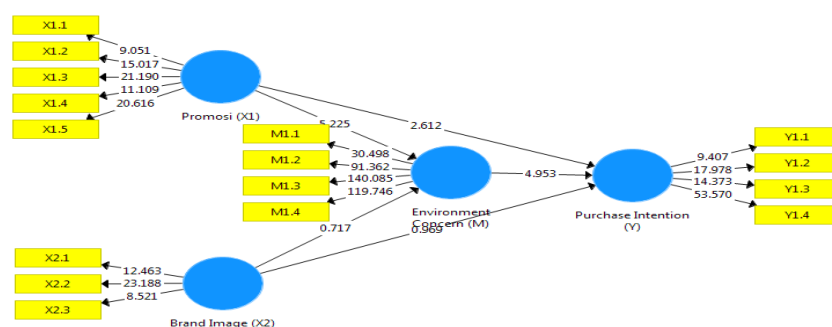 X1.1
X1.2
X1.3
X1.4
X1.5
9.051
15.017
21.190
11.109
20.616
Promosi (X1)
5.225
2.612
M1.1
M1.2
M1.3
M1.4
30.498
91.362
140.085
119.746
Environment
Concern (M)
4.953
Purchase Intention
(Y)
9.407
17.978
14.373
53.570
Y1.1
Y1.2
Y1.3
Y1.4
0.717
0.969
X2.1
X2.2
X2.3
12.463
23.188
8.521
Brand Image (X2)